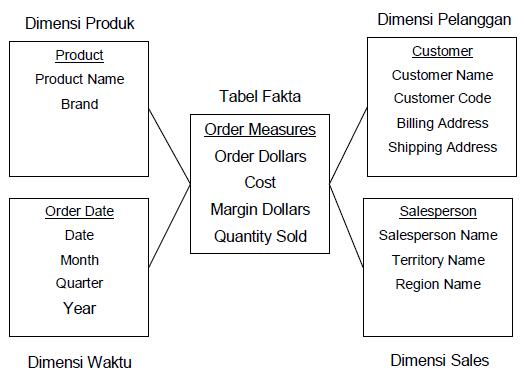 Dimensi Produk
Product
Product Name
Brand
Dimensi Pelanggan
Customer
Customer Name
Customer Code
Billing Address
Shipping Address
Tabel Fakta
Order Measures
Order Dollars
Cost
Margin Dollars
Quantity Sold
Order Date
Date
Month
Quarter
Year
Dimensi Waktu
Salesperson
Salesperson Name
Territory Name
Region Name
Dimensi Sales